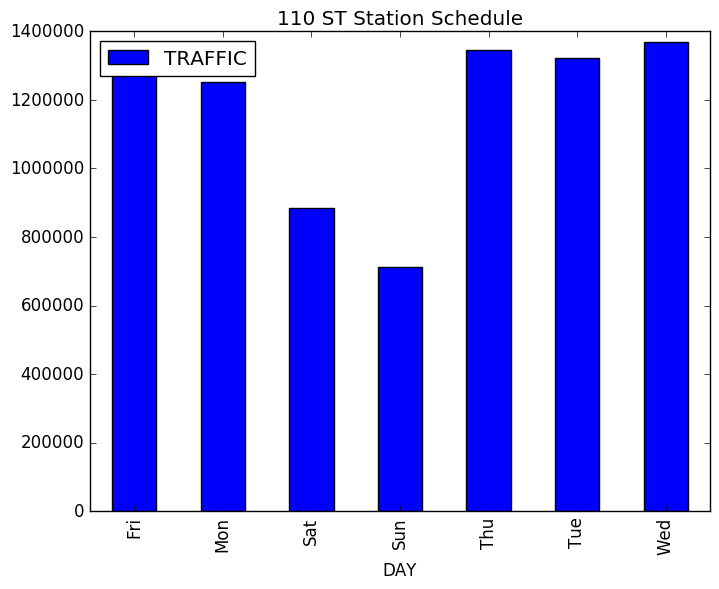 110 ST Station Schedule
TRAFFIC
1400000
1200000
1000000
800000
600000
400000
200000
0
Fri
Mon
Sat
Sun
Thu
Tue
Wed
DAY